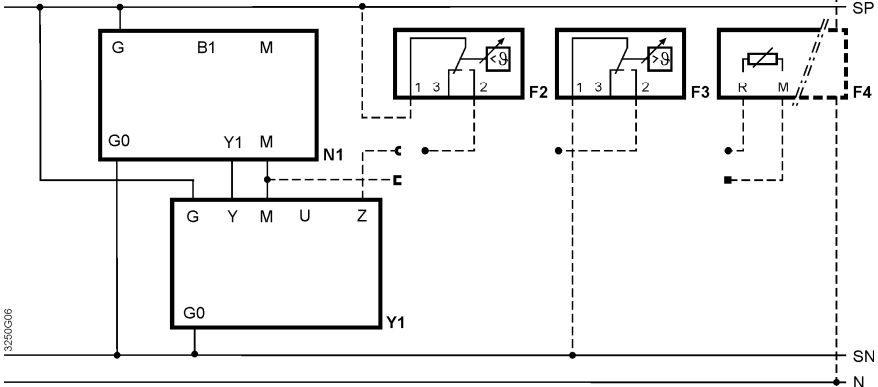 SP
G B1 M
1 3 2 F2
1 3 2 F3
R M F4
<ϑ
>ϑ
G0 Y1 M
N1
G Y M U Z
G0
Y1
3250G06
SN
N